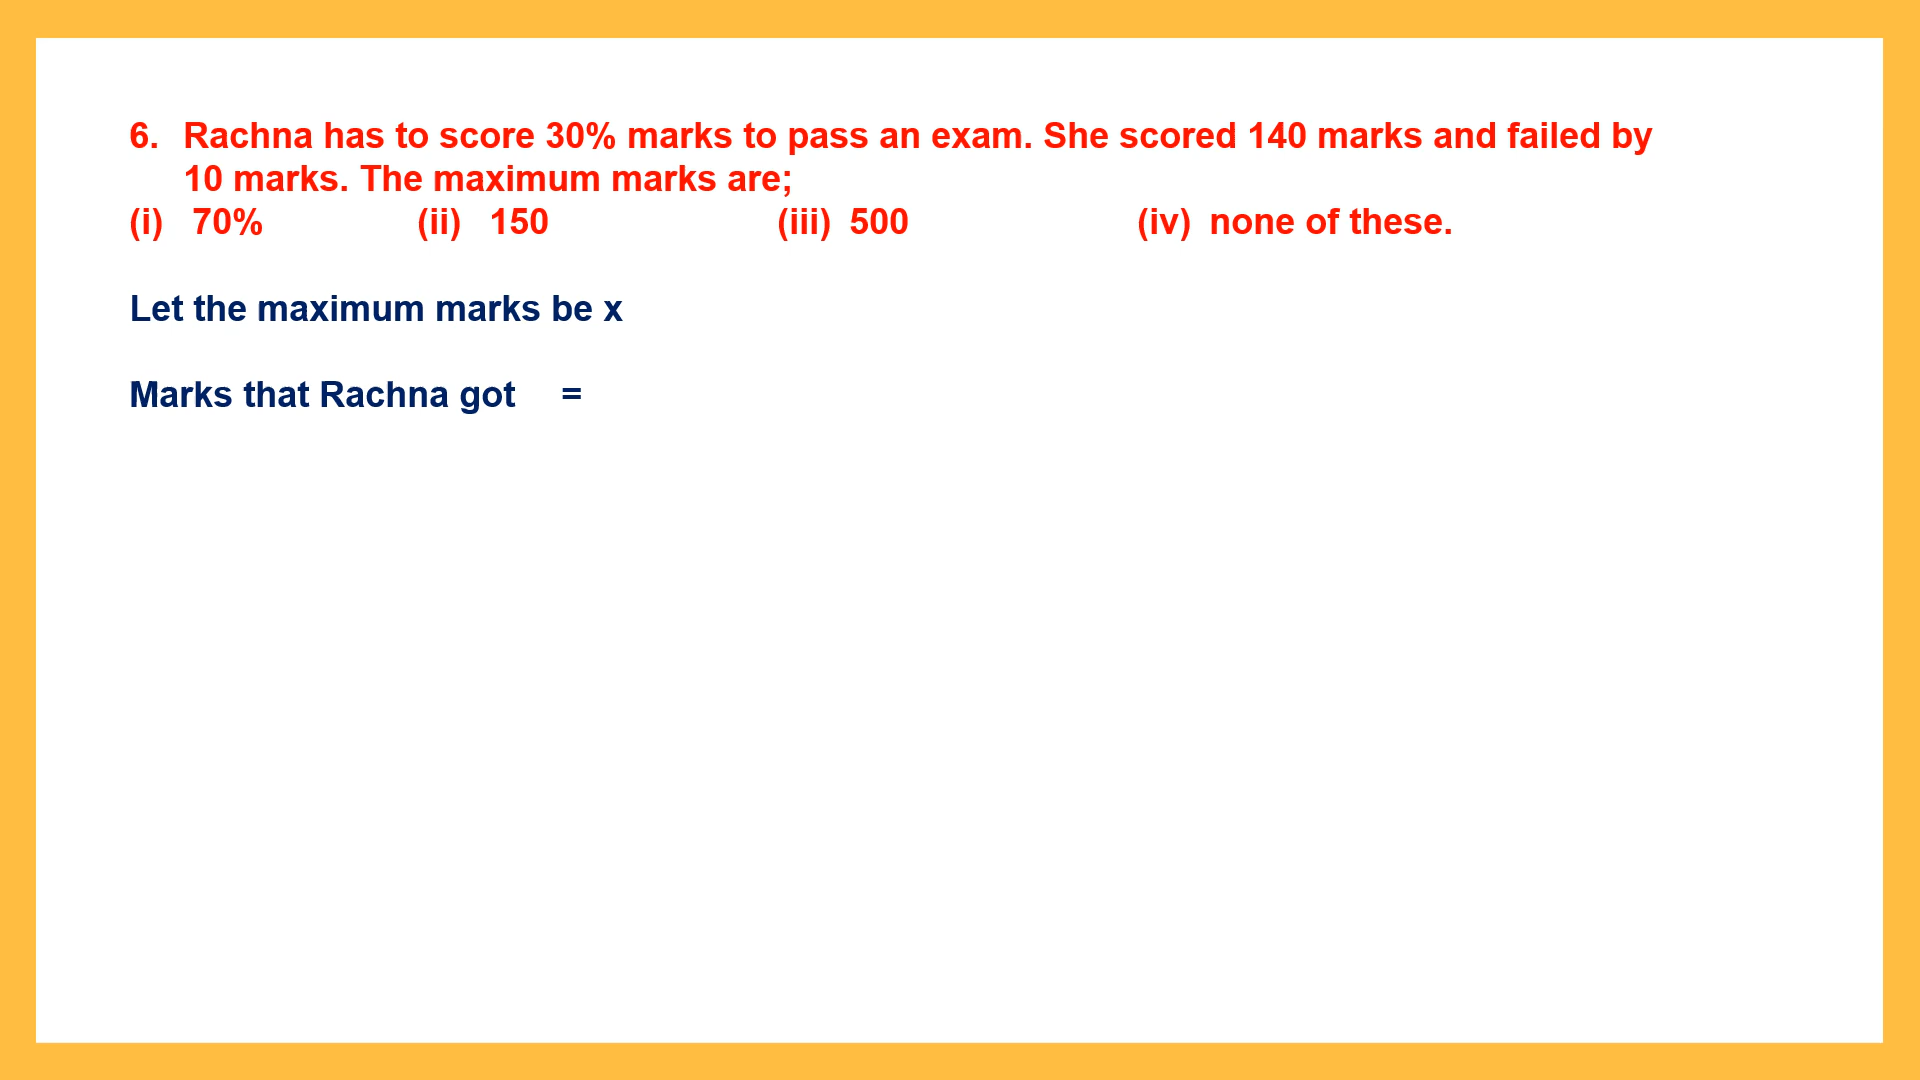 6. Rachna has to score 30% marks to pass an exam. She scored 140 marks and failed by
10 marks. The maximum marks are;
(i) 70% (ii) 150 (iii) 500 (iv) none of these.
Let the maximum marks be x
Marks that Rachna got =